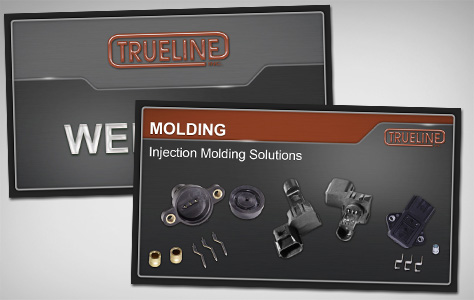 TRUELINE
WE
MOLDING
TRUELINE
Injection Molding Solutions